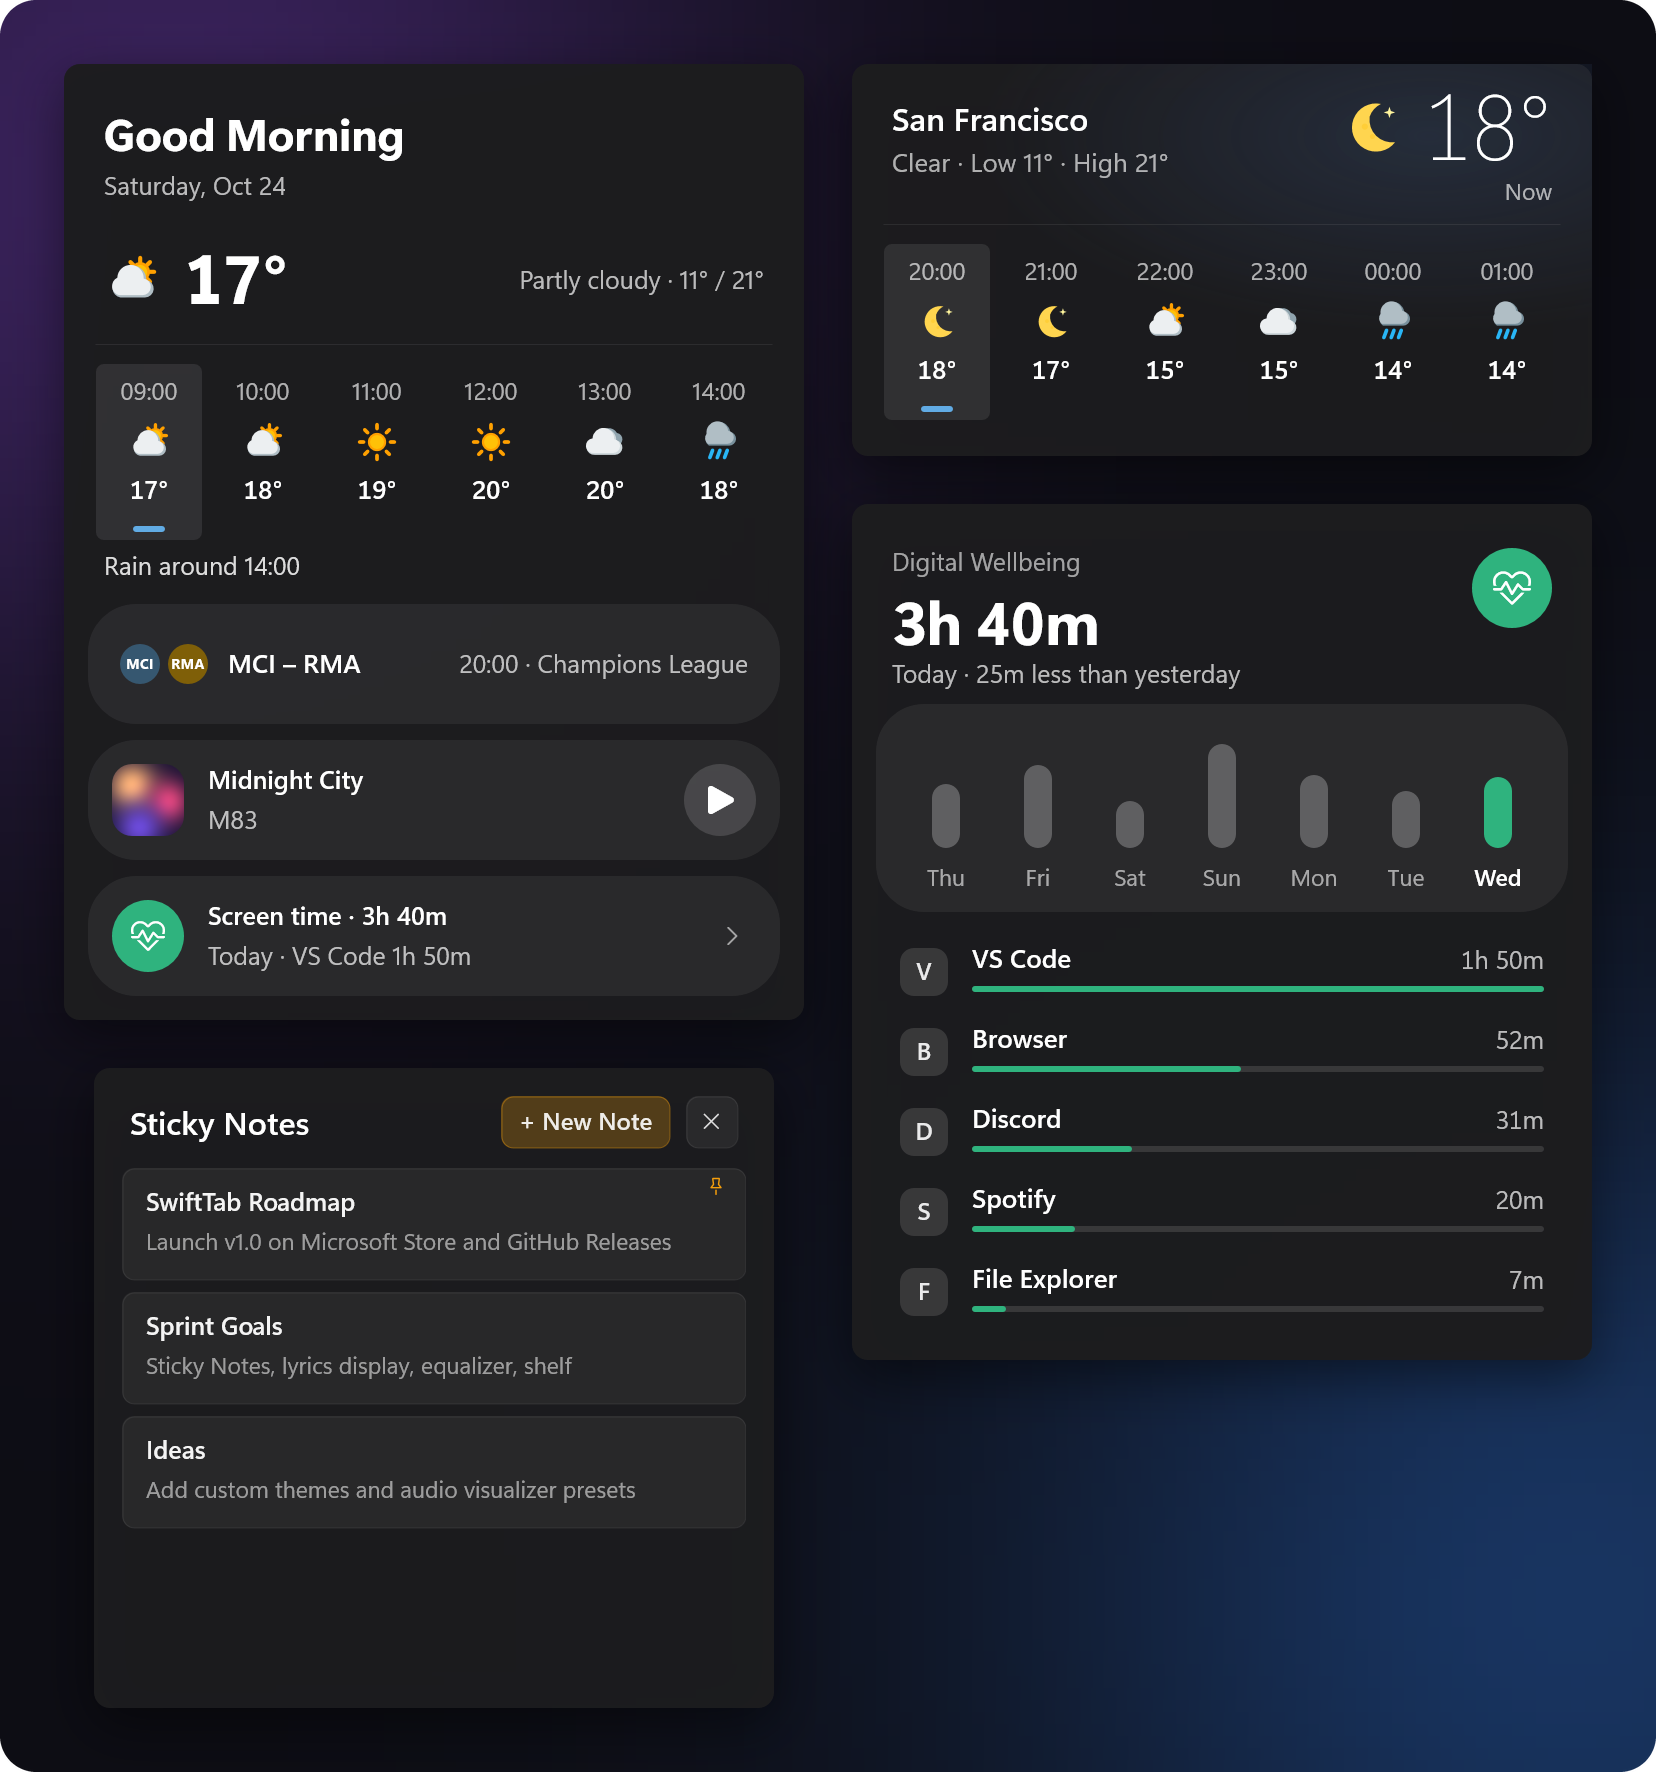 Good Morning
Saturday, Oct 24
17°
Partly cloudy · 11° / 21°
09:00 10:00 11:00 12:00 13:00 14:00
17° 18° 19° 20° 20° 18°
Rain around 14:00
MCI RMA MCI – RMA 20:00 · Champions League
Midnight City
M83
Screen time · 3h 40m
Today · VS Code 1h 50m
Sticky Notes
+ New Note
SwiftTab Roadmap
Launch v1.0 on Microsoft Store and GitHub Releases
Sprint Goals
Sticky Notes, lyrics display, equalizer, shelf
Ideas
Add custom themes and audio visualizer presets
San Francisco
Clear · Low 11° · High 21°
18°
Now
20:00 21:00 22:00 23:00 00:00 01:00
18° 17° 15° 15° 14° 14°
Digital Wellbeing
3h 40m
Today · 25m less than yesterday
Thu Fri Sat Sun Mon Tue Wed
V VS Code 1h 50m
B Browser 52m
D Discord 31m
S Spotify 20m
F File Explorer 7m